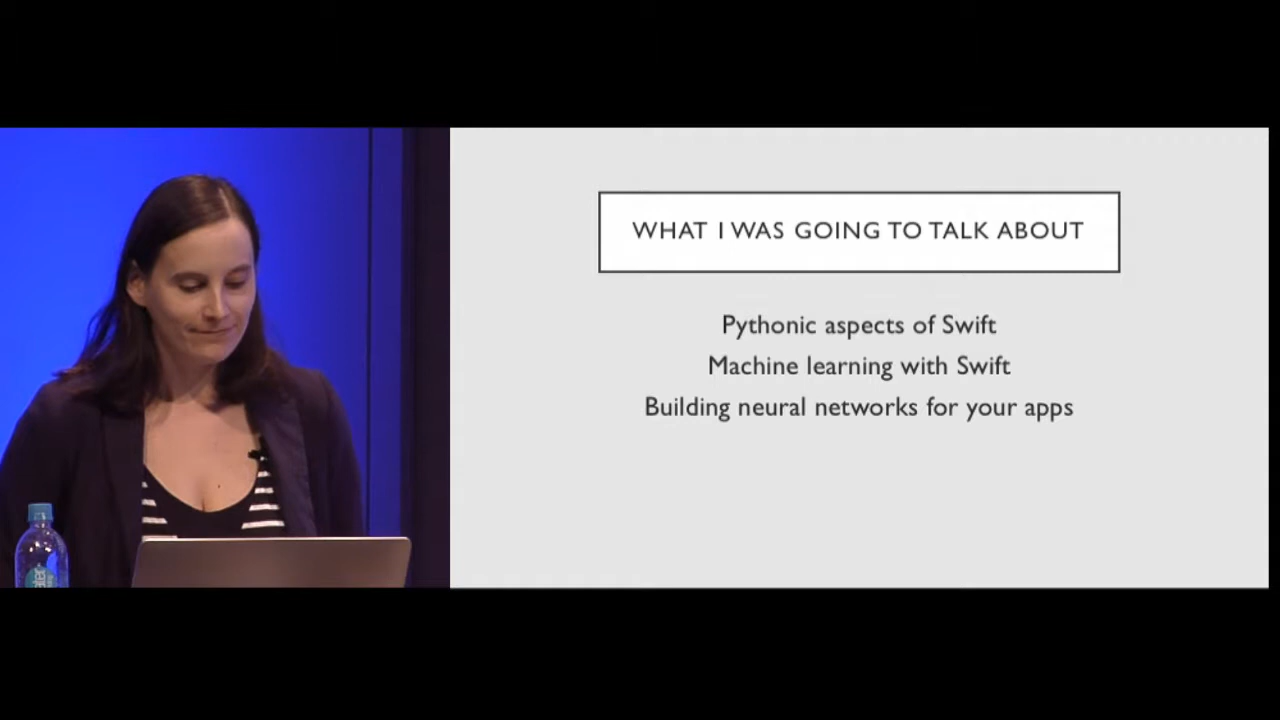 WHAT I WAS GOING TO TALK ABOUT
Pythonic aspects of Swift
Machine learning with Swift
Building neural networks for your apps